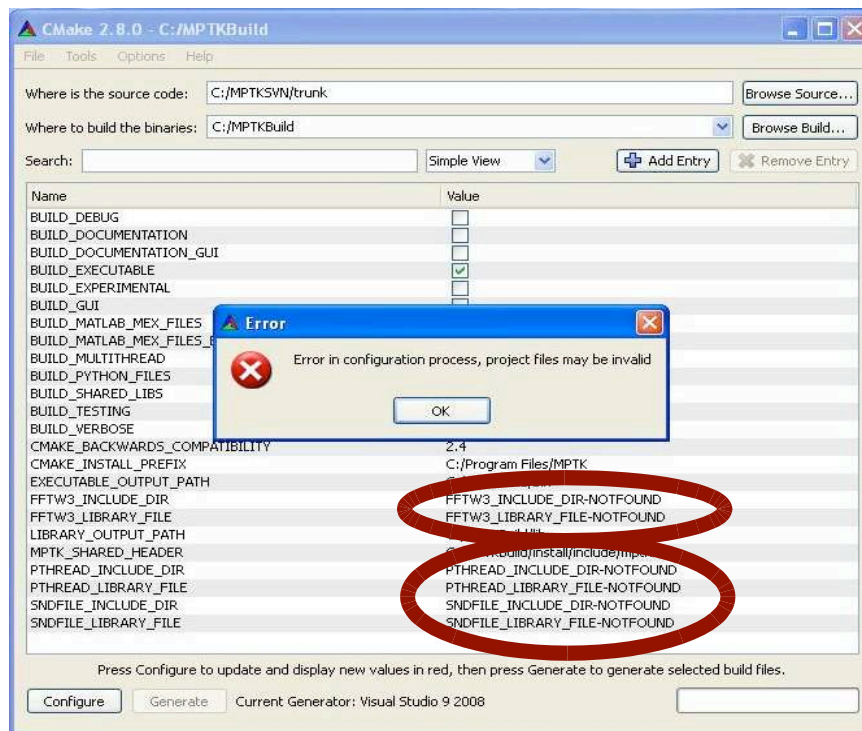 CMake 2.8.0 - C:/MPTKBuild
File Tools Options Help
Where is the source code: C:/MPTKSVN/trunk Browse Source...
Where to build the binaries: C:/MPTKBuild Browse Build...
Search: Simple View Add Entry Remove Entry
Name Value
BUILD_DEBUG
BUILD_DOCUMENTATION
BUILD_DOCUMENTATION_GUI
BUILD_EXECUTABLE
BUILD_EXPERIMENTAL
BUILD_GUI
BUILD_MATLAB_MEX_FILES
Error
BUILD_MATLAB_MEX_FILES
BUILD_MULTITHREAD
Error in configuration process, project files may be invalid
BUILD_PYTHON_FILES
BUILD_SHARED_LIBS
BUILD_TESTING
OK
BUILD_VERBOSE
CMAKE_BACKWARDS_COMPATIBILITY 2.4
CMAKE_INSTALL_PREFIX C:/Program Files/MPTK
EXECUTABLE_OUTPUT_PATH
FFTW3_INCLUDE_DIR FFTW3_INCLUDE_DIR-NOTFOUND
FFTW3_LIBRARY_FILE FFTW3_LIBRARY_FILE-NOTFOUND
LIBRARY_OUTPUT_PATH
MPTK_SHARED_HEADER
PTHREAD_INCLUDE_DIR PTHREAD_INCLUDE_DIR-NOTFOUND
PTHREAD_LIBRARY_FILE PTHREAD_LIBRARY_FILE-NOTFOUND
SNDFILE_INCLUDE_DIR SNDFILE_INCLUDE_DIR-NOTFOUND
SNDFILE_LIBRARY_FILE SNDFILE_LIBRARY_FILE-NOTFOUND
Press Configure to update and display new values in red, then press Generate to generate selected build files.
Configure Generate Current Generator: Visual Studio 9 2008